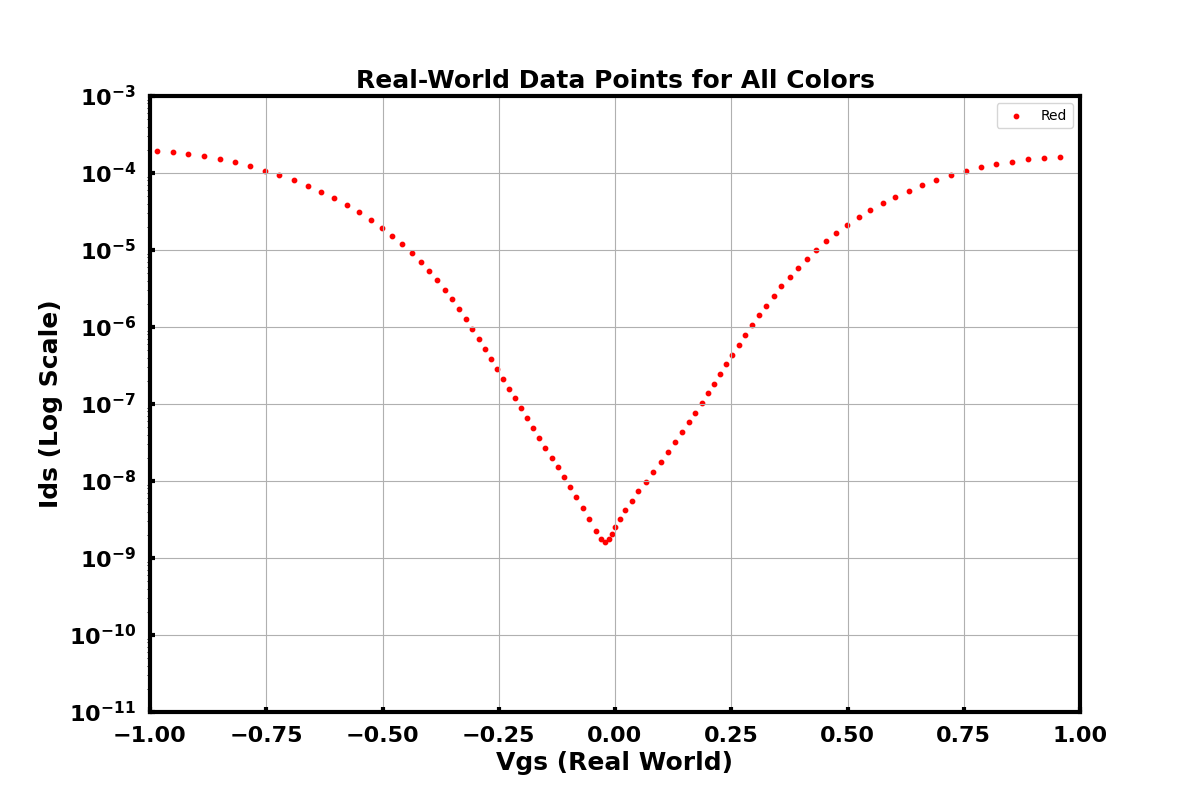 Real-World Data Points for All Colors
Red
10⁻³
10⁻⁴
10⁻⁵
10⁻⁶
10⁻⁷
10⁻⁸
10⁻⁹
10⁻¹⁰
10⁻¹¹
Ids (Log Scale)
−1.00 −0.75 −0.50 −0.25 0.00 0.25 0.50 0.75 1.00
Vgs (Real World)